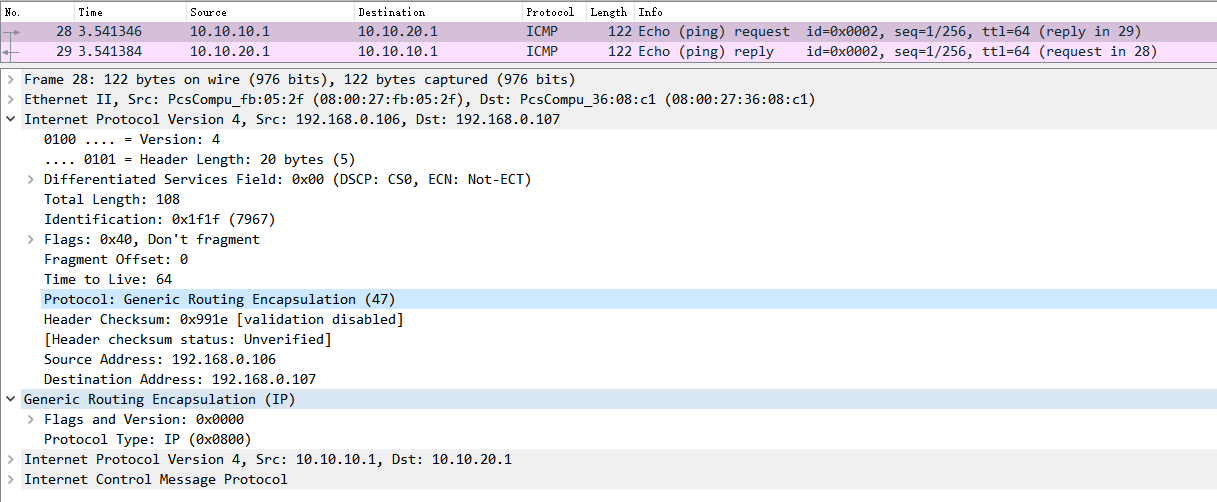 No. Time Source Destination Protocol Length Info
28 3.541346 10.10.10.1 10.10.20.1 ICMP 122 Echo (ping) request id=0x0002, seq=1/256, ttl=64 (reply in 29)
29 3.541384 10.10.20.1 10.10.10.1 ICMP 122 Echo (ping) reply id=0x0002, seq=1/256, ttl=64 (request in 28)
Frame 28: 122 bytes on wire (976 bits), 122 bytes captured (976 bits)
Ethernet II, Src: PcsCompu_fb:05:2f (08:00:27:fb:05:2f), Dst: PcsCompu_36:08:c1 (08:00:27:36:08:c1)
Internet Protocol Version 4, Src: 192.168.0.106, Dst: 192.168.0.107
0100 .... = Version: 4
.... 0101 = Header Length: 20 bytes (5)
Differentiated Services Field: 0x00 (DSCP: CS0, ECN: Not-ECT)
Total Length: 108
Identification: 0x1f1f (7967)
Flags: 0x40, Don't fragment
Fragment Offset: 0
Time to Live: 64
Protocol: Generic Routing Encapsulation (47)
Header Checksum: 0x991e [validation disabled]
[Header checksum status: Unverified]
Source Address: 192.168.0.106
Destination Address: 192.168.0.107
Generic Routing Encapsulation (IP)
Flags and Version: 0x0000
Protocol Type: IP (0x0800)
Internet Protocol Version 4, Src: 10.10.10.1, Dst: 10.10.20.1
Internet Control Message Protocol